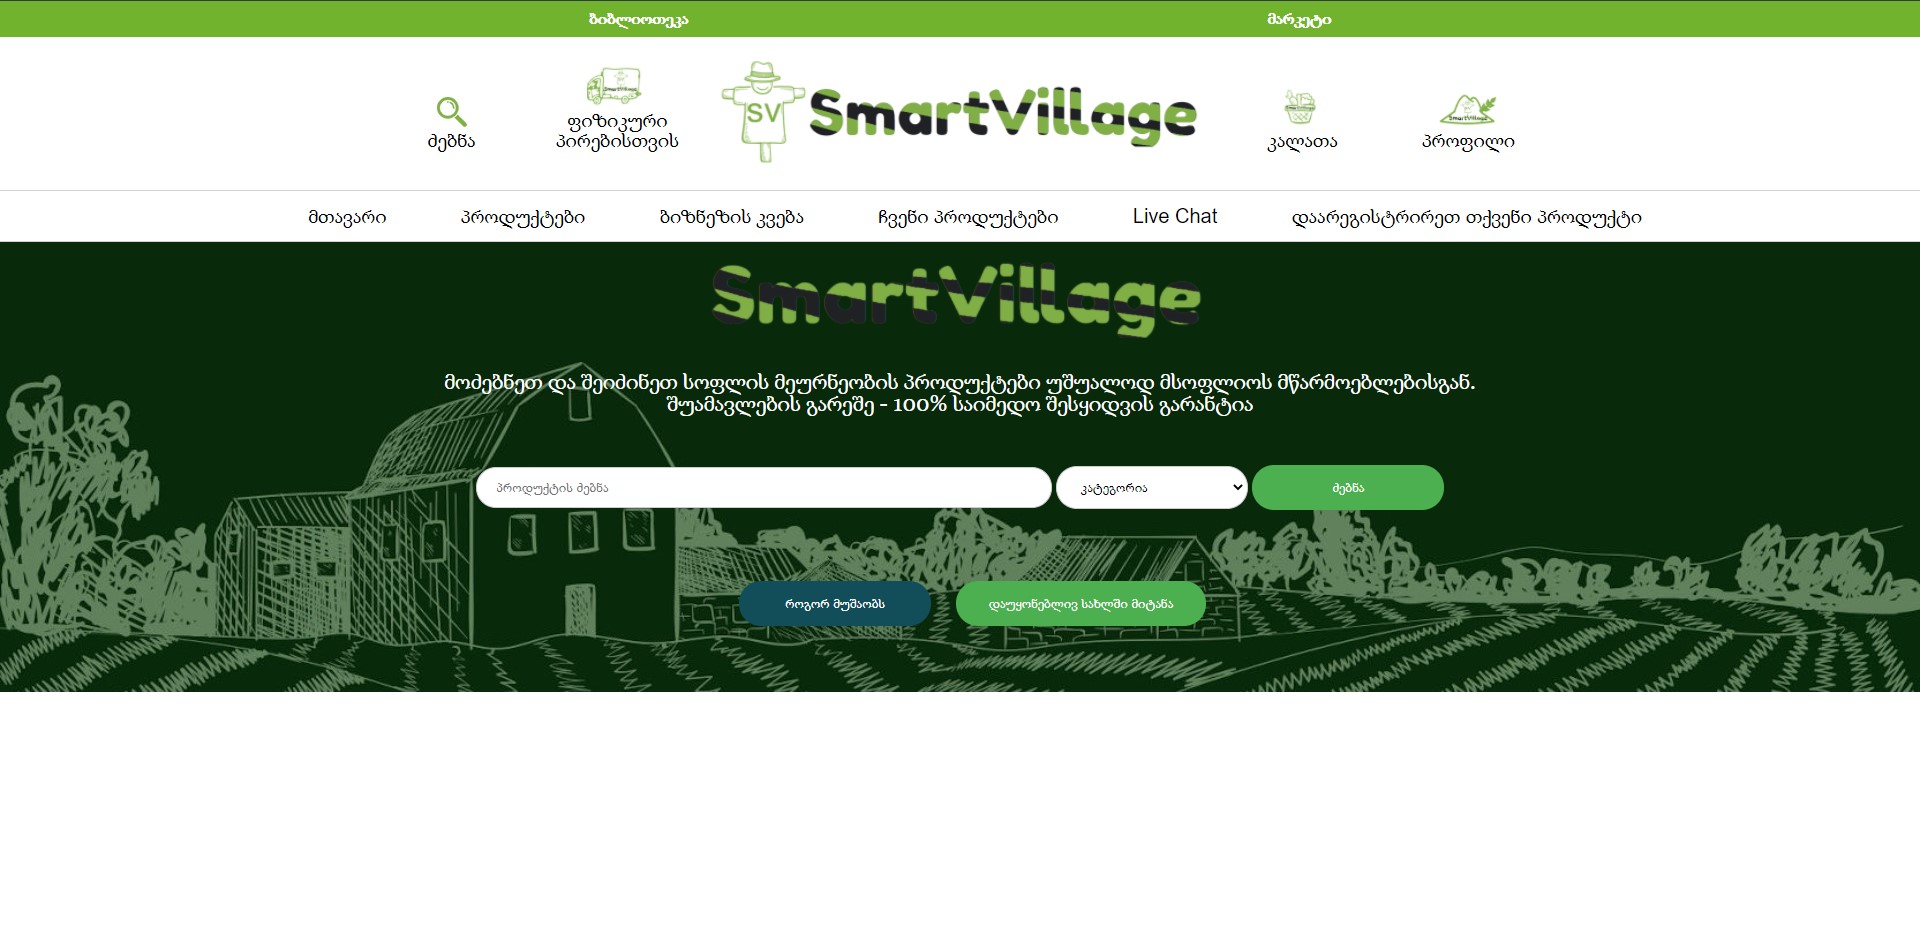 ბიბლიოთეკა
მარკეტი
ძებნა
ფიზიკური
პირებისთვის
SV
SmartVillage
კალათა
SmartVillage
პროფილი
მთავარი
პროდუქტები
ბიზნეზის კვება
ჩვენი პროდუქტები
Live Chat
დაარეგისტრირეთ თქვენი პროდუქტი
SmartVillage
მოძებნეთ და შეიძინეთ სოფლის მეურნეობის პროდუქტები უშუალოდ მსოფლიოს მწარმოებლებისგან.
შუამავლების გარეშე - 100% საიმედო შესყიდვის გარანტია
პროდუქტის ძებნა
კატეგორია
ძებნა
როგორ მუშაობს
დაუყონებლივ სახლში მიტანა